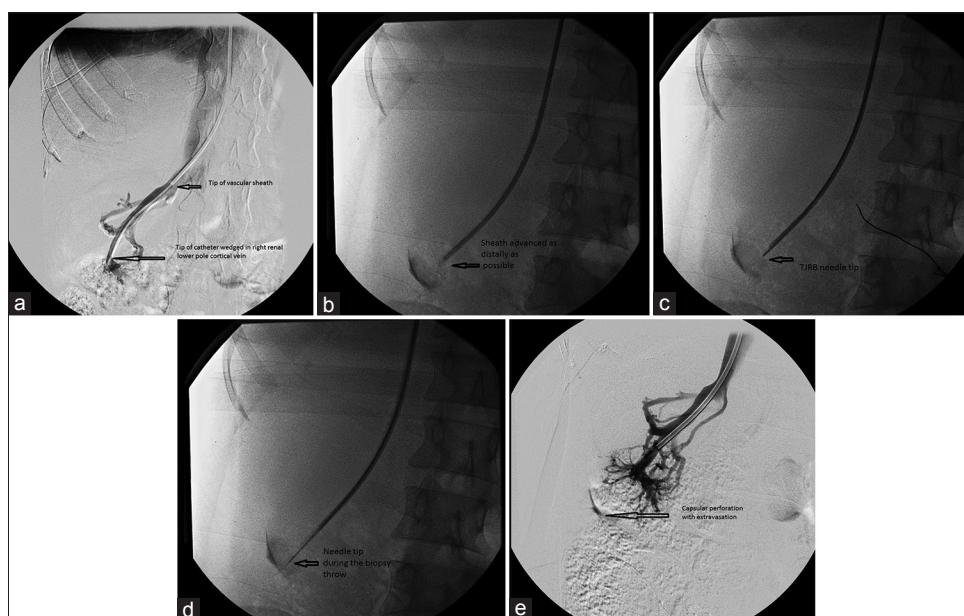 Tip of vascular sheath
Tip of catheter wedged in right renal
lower pole cortical vein
a
Sheath advanced as
distally as
possible
b
TJRB needle tip
c
Needle tip
during the biopsy
throw
d
Capsular perforation
with extravasation
e